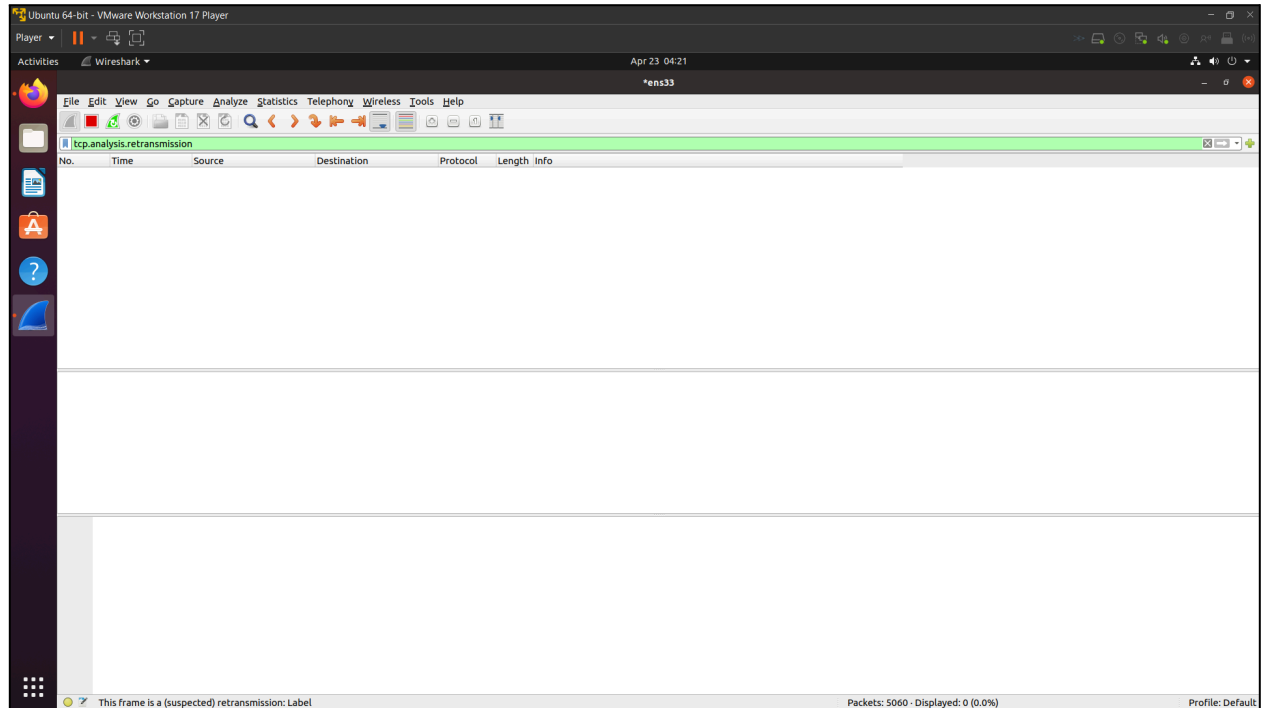 Ubuntu 64-bit - VMware Workstation 17 Player
Player
Activities Wireshark Apr 23 04:21
*ens33
File Edit View Go Capture Analyze Statistics Telephony Wireless Tools Help
tcp.analysis.retransmission
No. Time Source Destination Protocol Length Info
This frame is a (suspected) retransmission: Label Packets: 5060 · Displayed: 0 (0.0%) Profile: Default